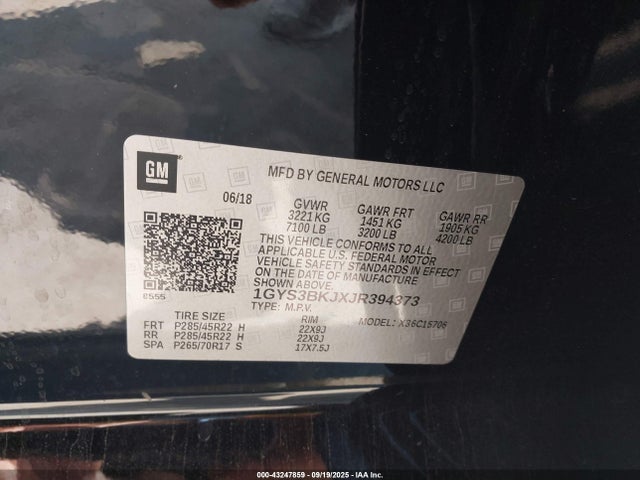 GM
MFD BY GENERAL MOTORS LLC
06/18
GVWR GAWR FRT GAWR RR
3221 KG 1451 KG 1905 KG
7100 LB 3200 LB 4200 LB
THIS VEHICLE CONFORMS TO ALL
APPLICABLE U.S. FEDERAL MOTOR
VEHICLE SAFETY STANDARDS IN EFFECT
ON THE DATE OF MANUFACTURE
SHOWN ABOVE.
8555
1GYS3BKJXJR394373
TYPE: M.P.V. MODEL: X36C15706
TIRE SIZE RIM
FRT P285/45R22 H 22X9J
RR P285/45R22 H 22X9J
SPA P265/70R17 S 17X7.5J
000-43247859 - 09/19/2025 - IAA Inc.